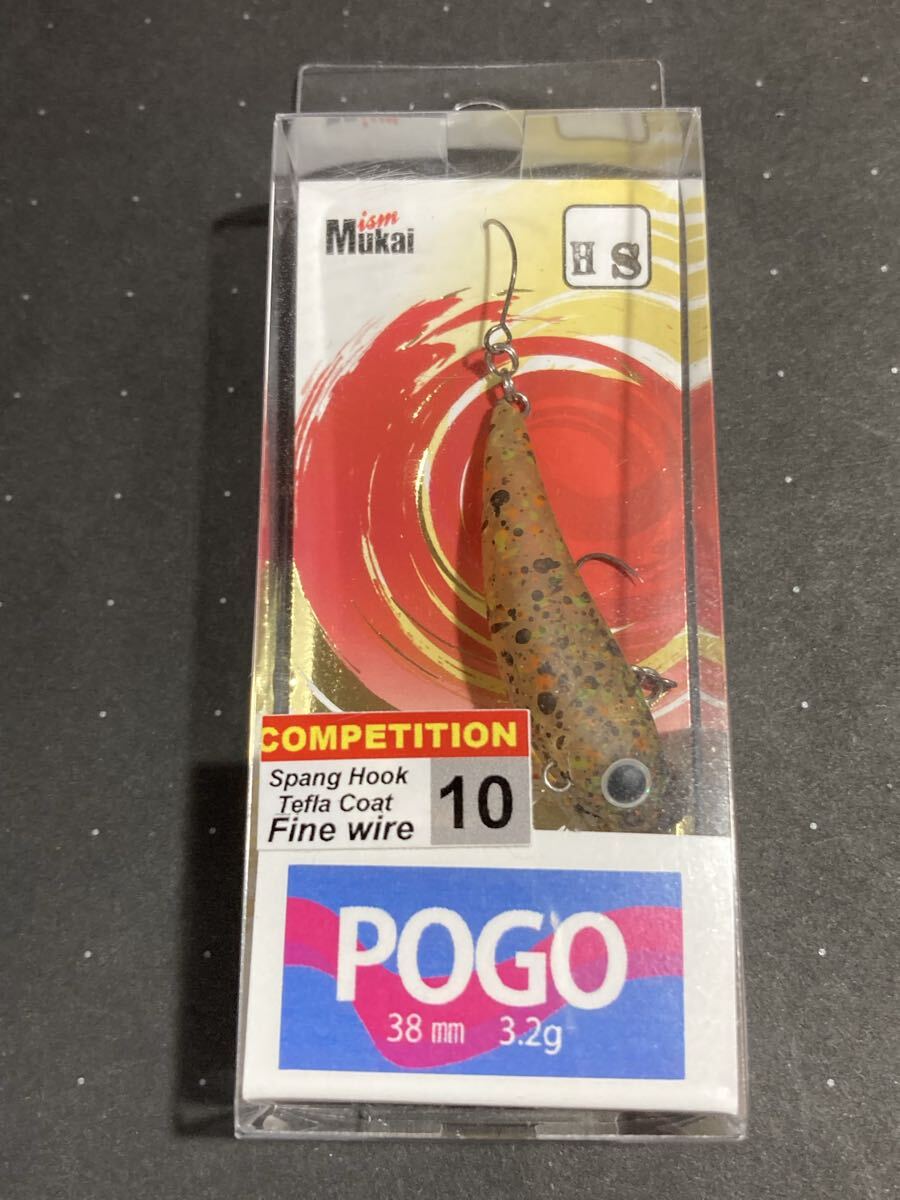 ism
Mukai
HS
COMPETITION
Spang Hook
Tefla Coat
Fine wire
10
POGO
38 mm 3.2g